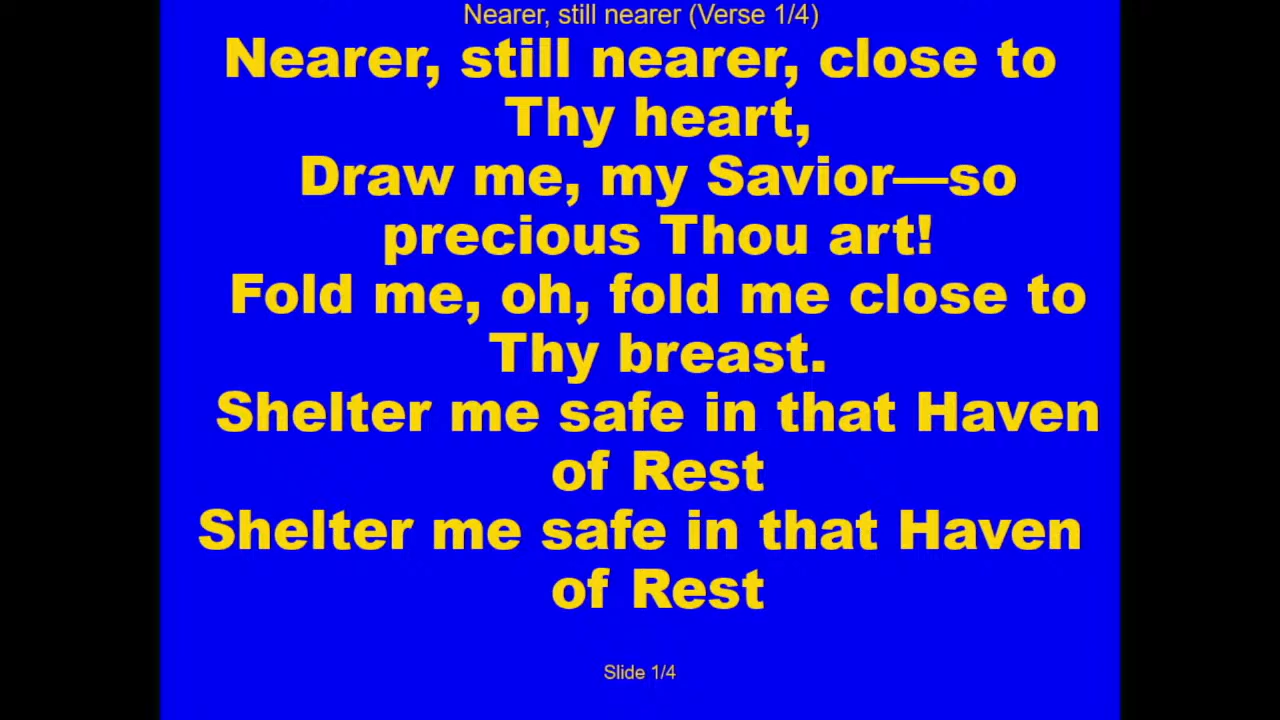 Nearer, still nearer (Verse 1/4)
Nearer, still nearer, close to
Thy heart,
Draw me, my Savior—so
precious Thou art!
Fold me, oh, fold me close to
Thy breast.
Shelter me safe in that Haven
of Rest
Shelter me safe in that Haven
of Rest
Slide 1/4